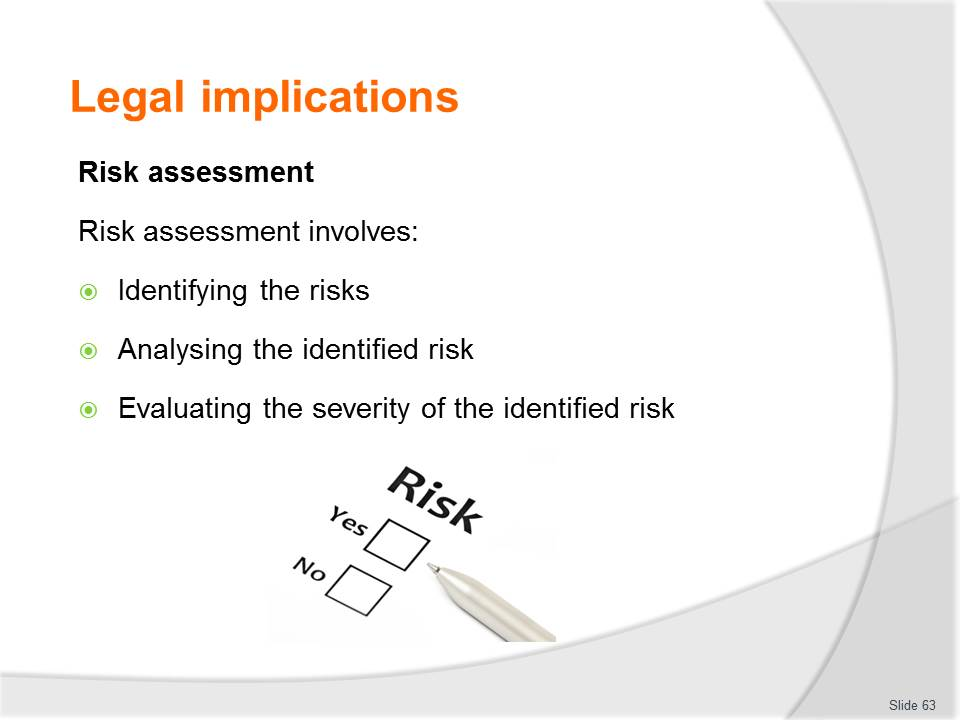 Legal implications
Risk assessment
Risk assessment involves:
Identifying the risks
Analysing the identified risk
Evaluating the severity of the identified risk
Risk
Yes
No
Slide 63